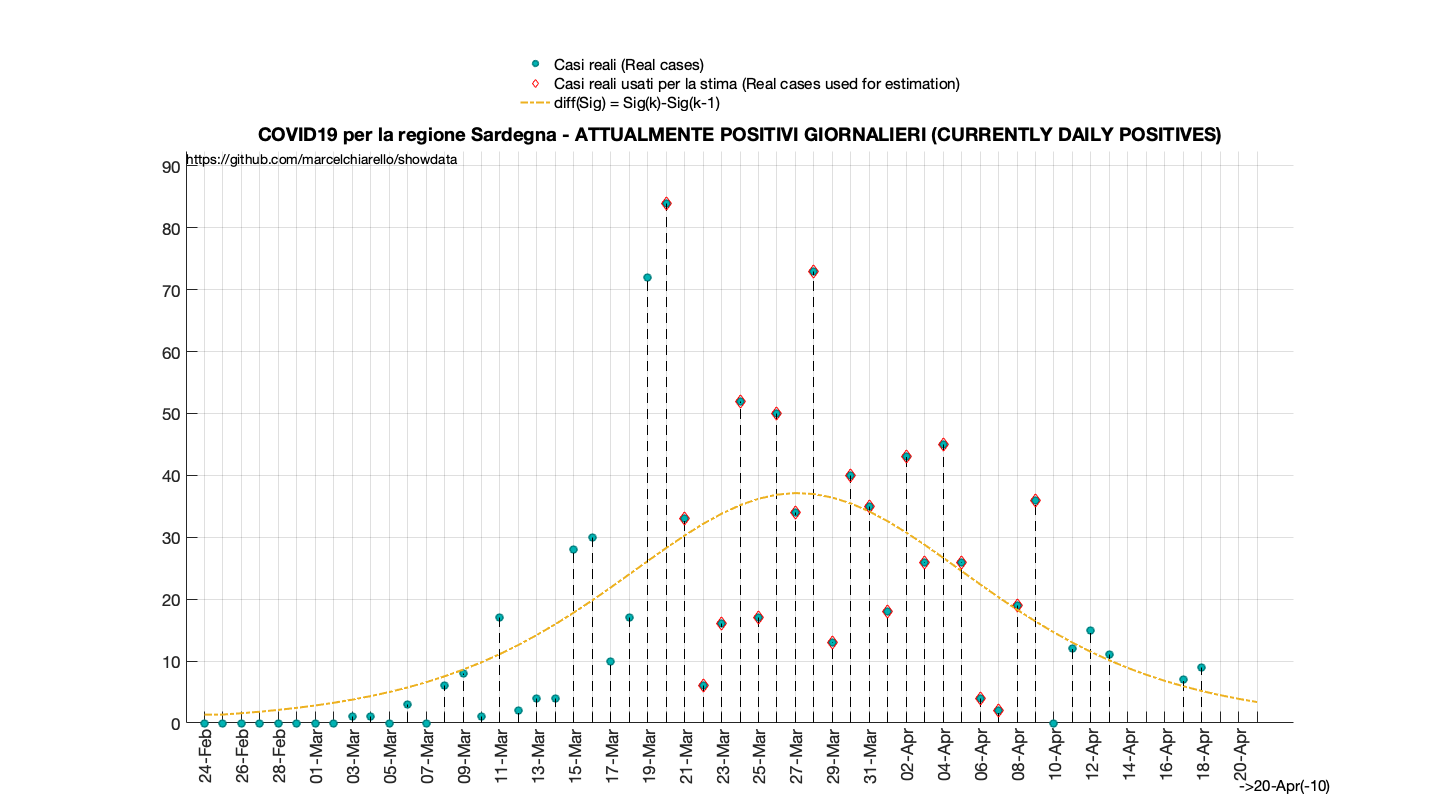 Casi reali (Real cases)
Casi reali usati per la stima (Real cases used for estimation)
diff(Sig) = Sig(k)-Sig(k-1)
COVID19 per la regione Sardegna - ATTUALMENTE POSITIVI GIORNALIERI (CURRENTLY DAILY POSITIVES)
https://github.com/marcelchiarello/showdata
90
80
70
60
50
40
30
20
10
0
24-Feb
26-Feb
28-Feb
01-Mar
03-Mar
05-Mar
07-Mar
09-Mar
11-Mar
13-Mar
15-Mar
17-Mar
19-Mar
21-Mar
23-Mar
25-Mar
27-Mar
29-Mar
31-Mar
02-Apr
04-Apr
06-Apr
08-Apr
10-Apr
12-Apr
14-Apr
16-Apr
18-Apr
20-Apr
->20-Apr(-10)